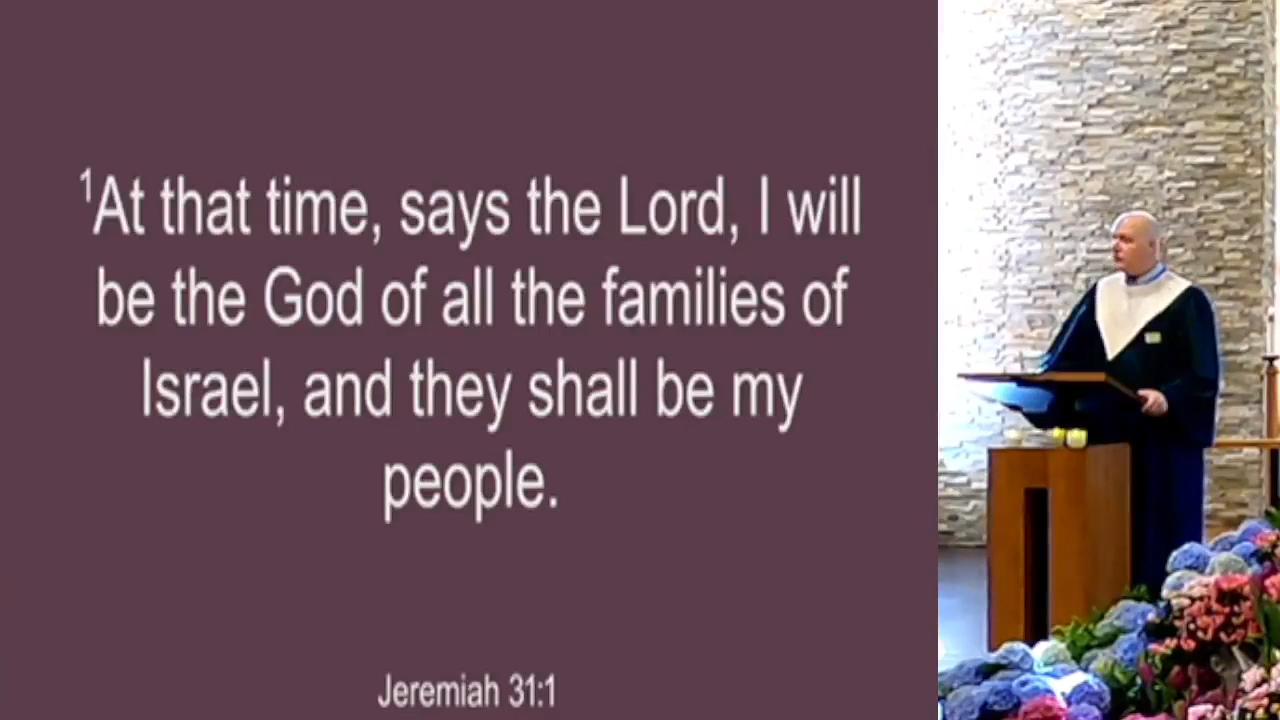 ¹At that time, says the Lord, I will
be the God of all the families of
Israel, and they shall be my
people.
Jeremiah 31:1